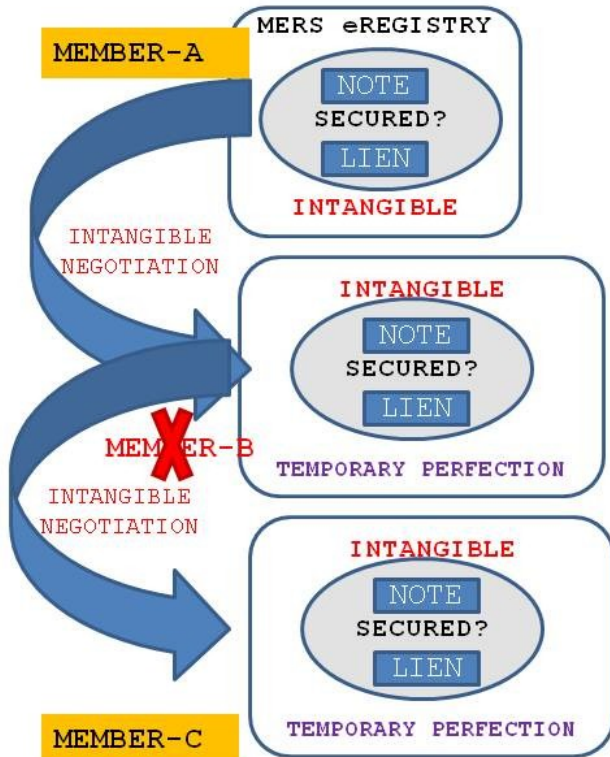 MERS eREGISTRY
MEMBER-A
NOTE
SECURED?
LIEN
INTANGIBLE
INTANGIBLE
NEGOTIATION
INTANGIBLE
NOTE
SECURED?
LIEN
MEMBER-B
TEMPORARY PERFECTION
INTANGIBLE
NEGOTIATION
INTANGIBLE
NOTE
SECURED?
LIEN
TEMPORARY PERFECTION
MEMBER-C